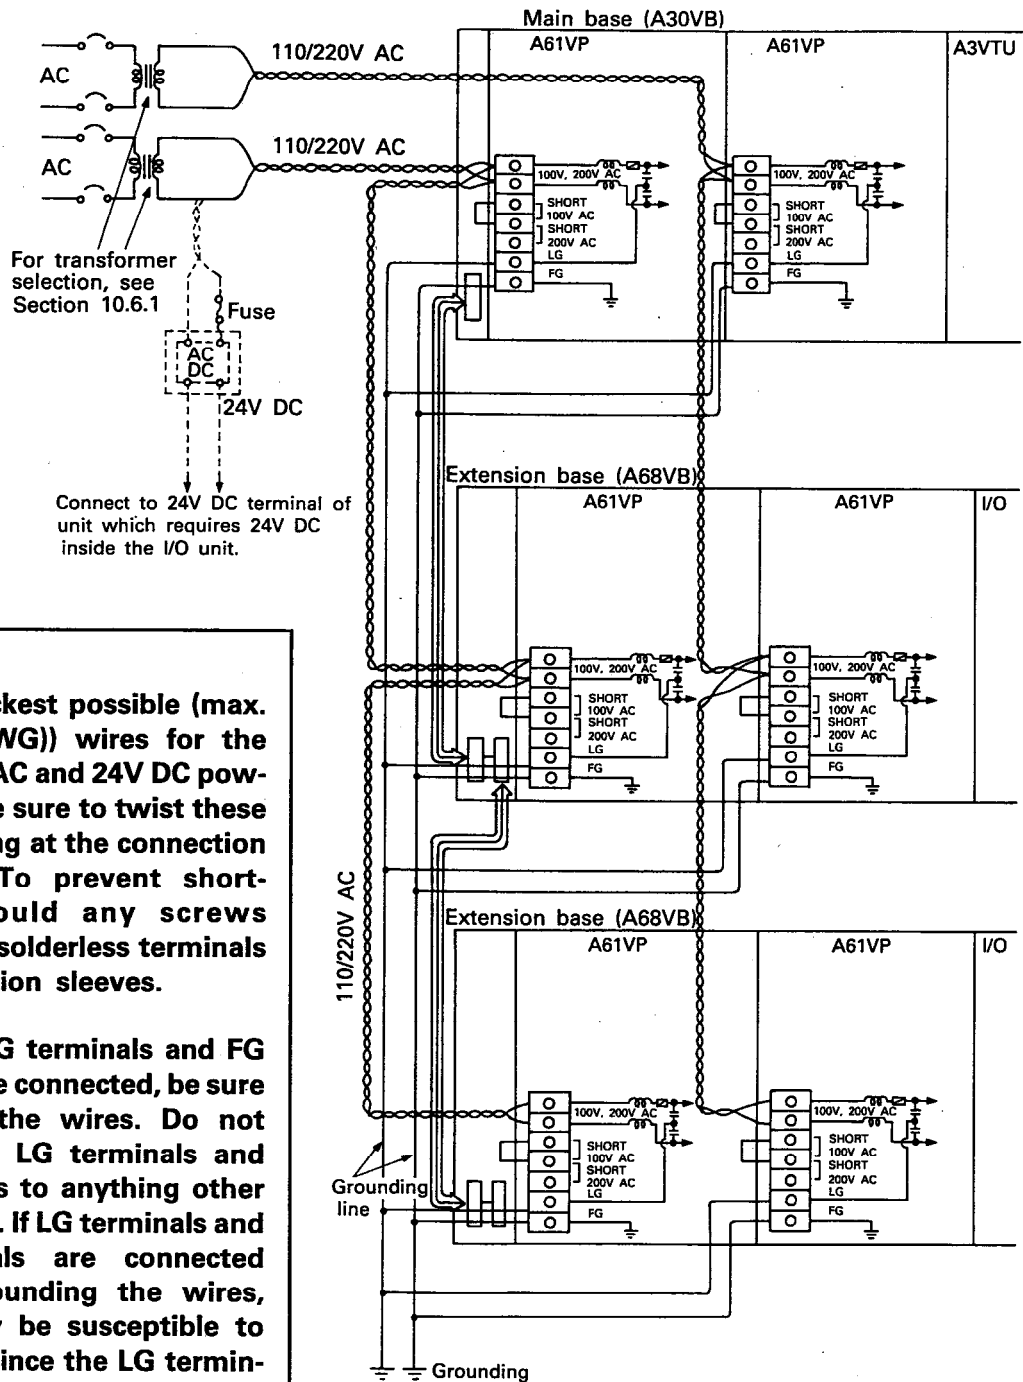 Main base (A30VB)
A61VP
A61VP
A3VTU
110/220V AC
AC
110/220V AC
AC
100V, 200V AC
SHORT
100V AC
SHORT
200V AC
LG
FG
100V, 200V AC
SHORT
100V AC
SHORT
200V AC
LG
FG
For transformer
selection, see
Section 10.6.1
Fuse
AC
DC
24V DC
Connect to 24V DC terminal of
unit which requires 24V DC
inside the I/O unit.
Extension base (A68VB)
A61VP
A61VP
I/O
100V, 200V AC
SHORT
100V AC
SHORT
200V AC
LG
FG
100V, 200V AC
SHORT
100V AC
SHORT
200V AC
LG
FG
ckest possible (max.
WG)) wires for the
AC and 24V DC pow-
e sure to twist these
ng at the connection
To prevent short-
ould any screws
solderless terminals
ion sleeves.
G terminals and FG
e connected, be sure
the wires. Do not
LG terminals and
s to anything other
. If LG terminals and
ls are connected
ounding the wires,
y be susceptible to
ince the LG termin-
110/220V AC
Extension base (A68VB)
A61VP
A61VP
I/O
100V, 200V AC
SHORT
100V AC
SHORT
200V AC
LG
FG
100V, 200V AC
SHORT
100V AC
SHORT
200V AC
LG
FG
Grounding
line
Grounding